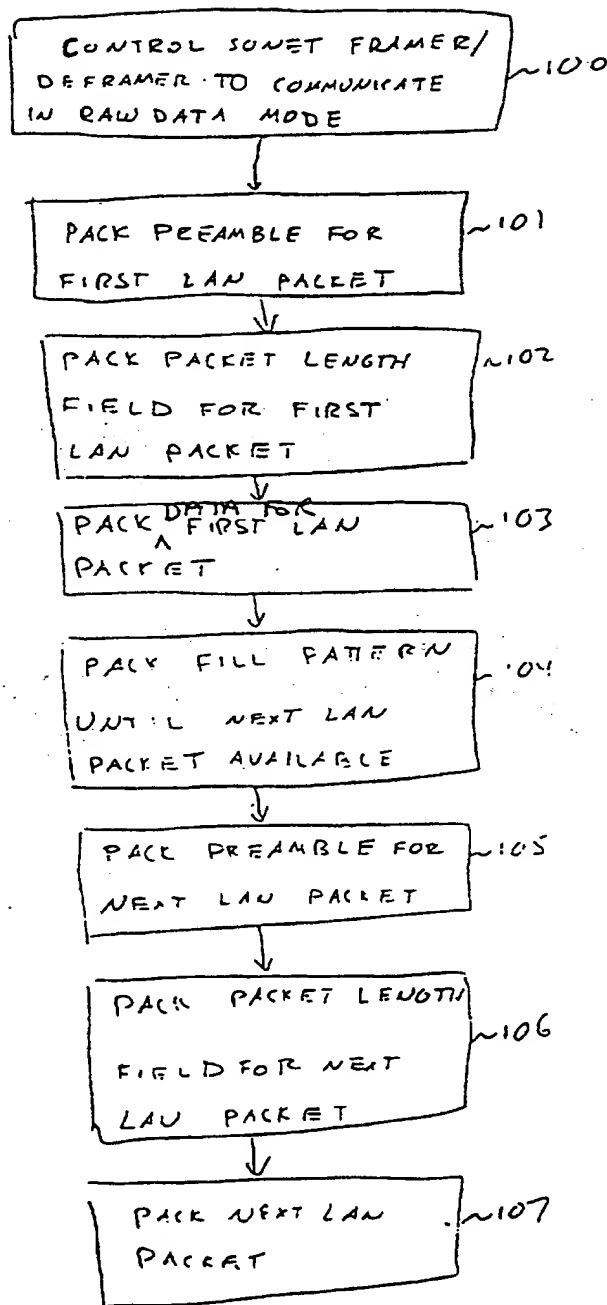 CONTROL SONET FRAMER/
DEFRAMER TO COMMUNICATE
IN RAW DATA MODE
~100
PACK PREAMBLE FOR
FIRST LAN PACKET
~101
PACK PACKET LENGTH
FIELD FOR FIRST
LAN PACKET
~102
DATA FOR
PACK ^ FIRST LAN
PACKET
~103
PACK FILL PATTERN
UNTIL NEXT LAN
PACKET AVAILABLE
~104
PACK PREAMBLE FOR
NEXT LAN PACKET
~105
PACK PACKET LENGTH
FIELD FOR NEXT
LAN PACKET
~106
PACK NEXT LAN
PACKET
~107